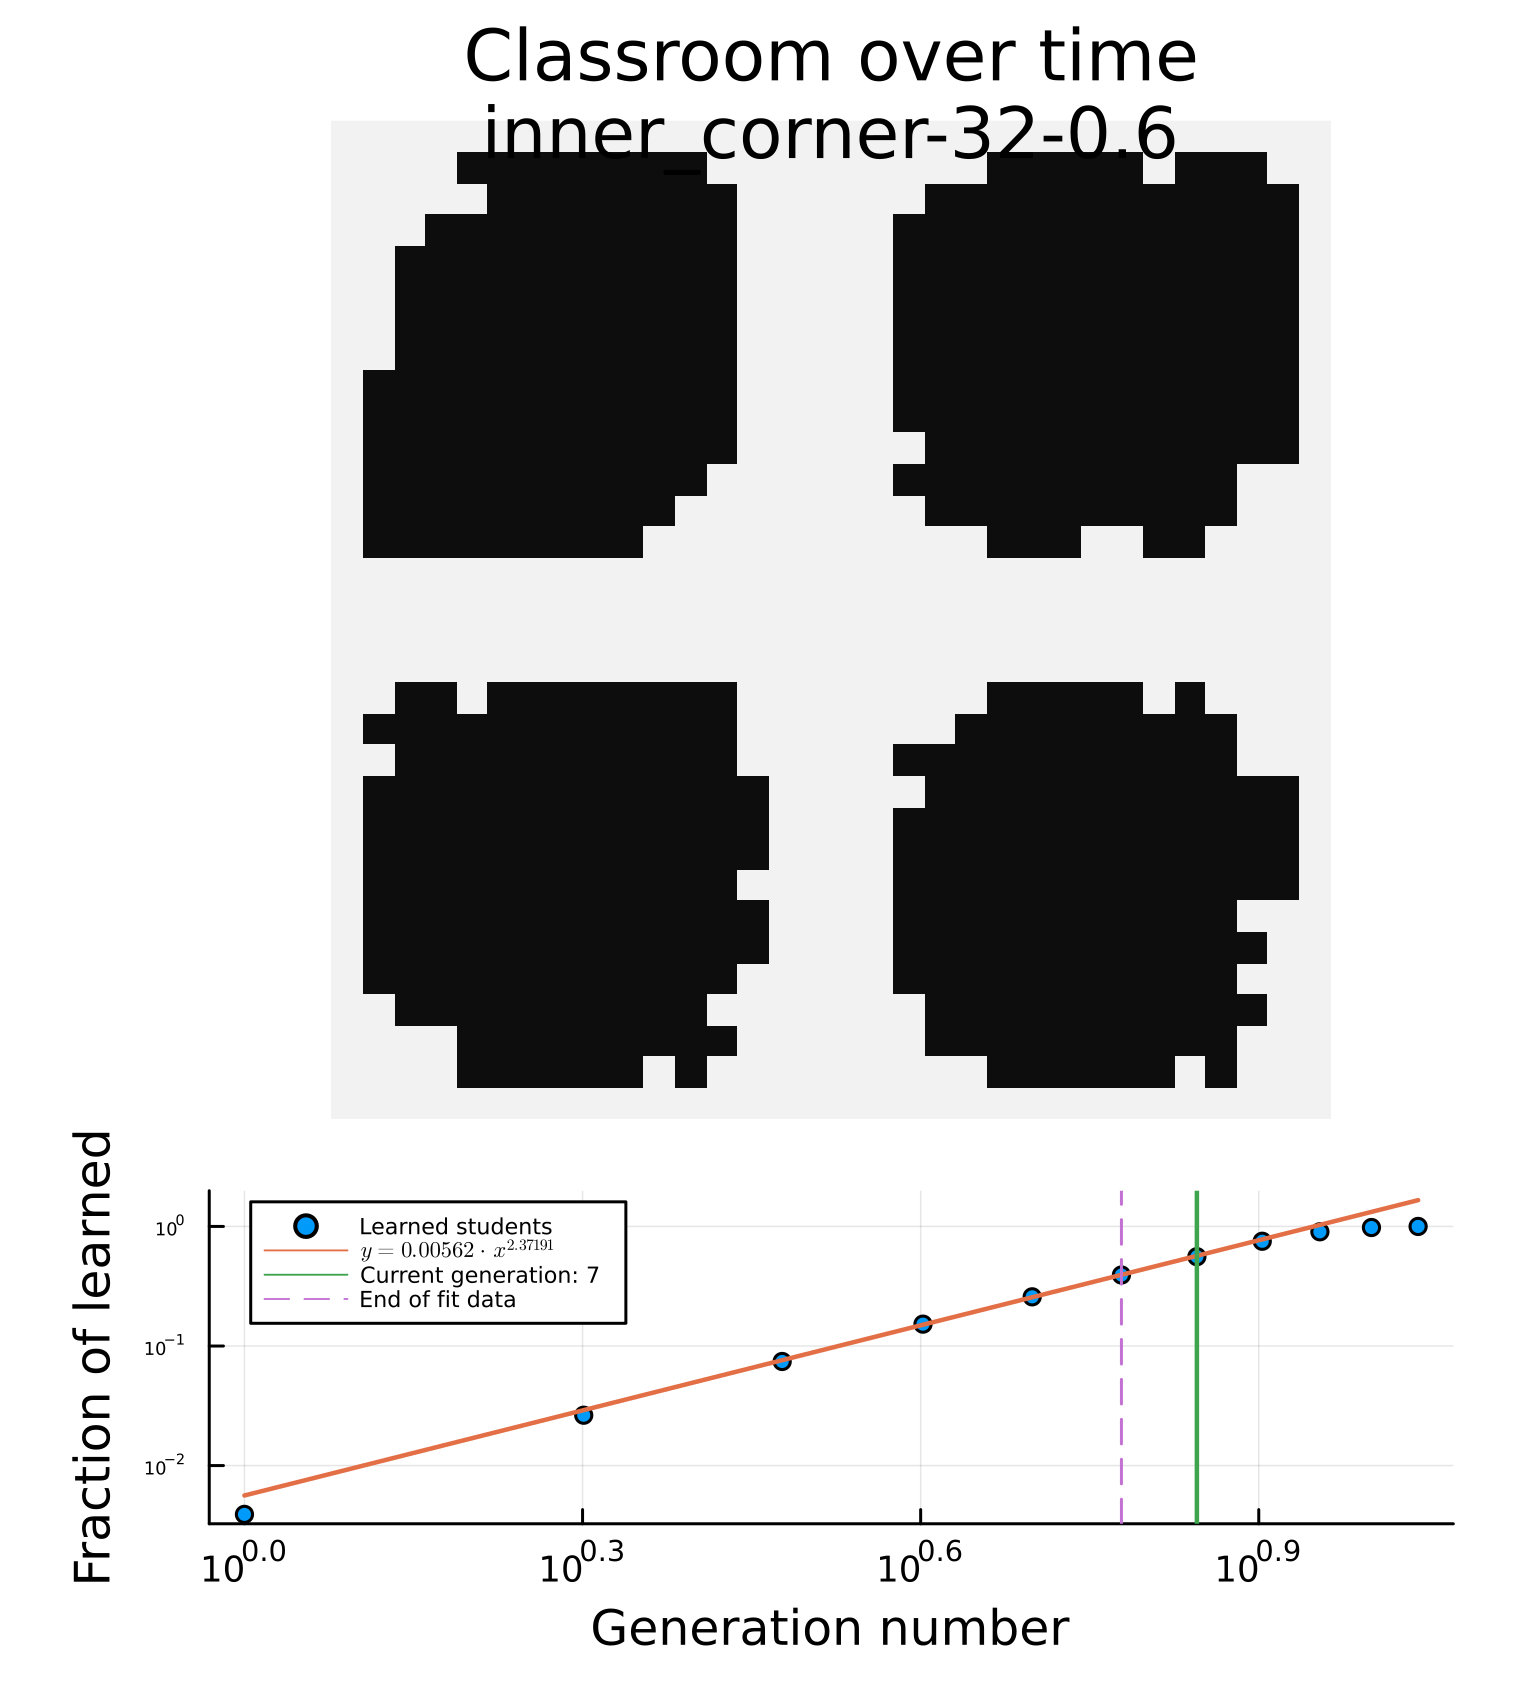 Classroom over time
inner_corner-32-0.6
Fraction of learned
10^0
10^−1
10^−2
Learned students
y = 0.00562 · x^2.37191
Current generation: 7
End of fit data
10^0.0 10^0.3 10^0.6 10^0.9
Generation number